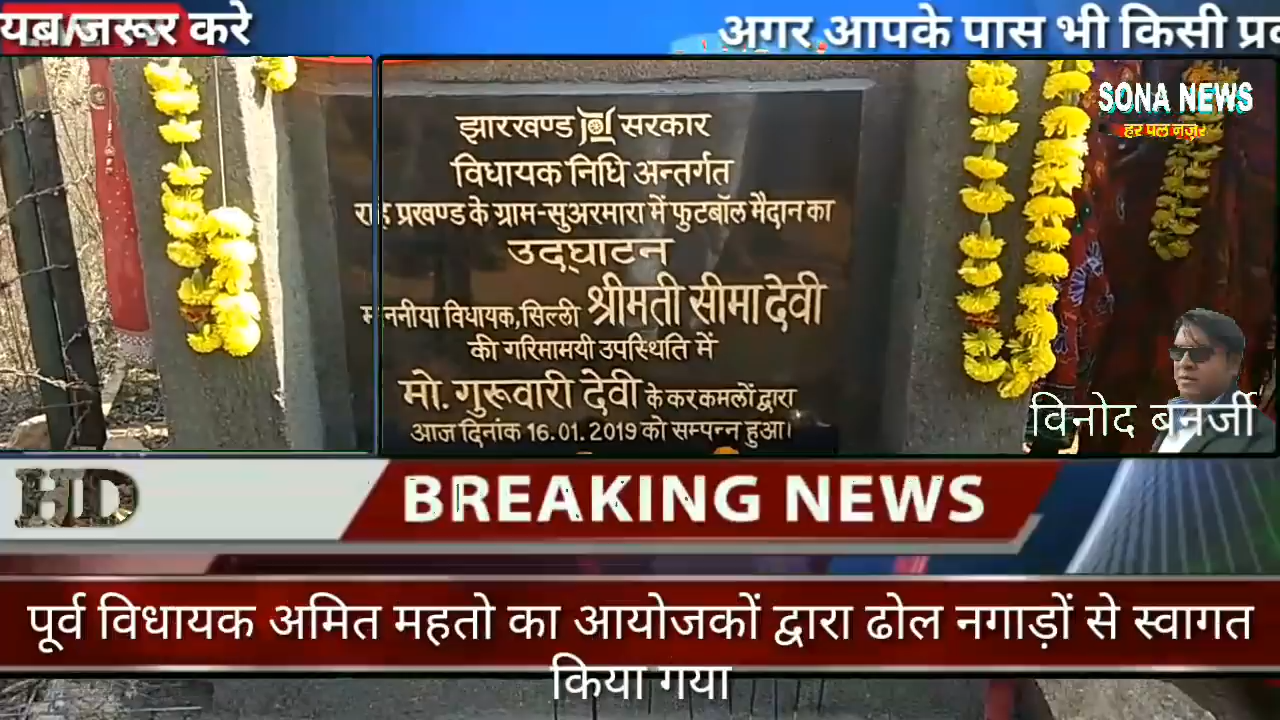 जरूर करे
अगर आपके पास भी किसी
SONA NEWS
हर पल नज़र
झारखण्ड सरकार
विधायक निधि अन्तर्गत
प्रखण्ड के ग्राम-सुअरमारा में फुटबॉल मैदान का
उद्घाटन
माननीया विधायक, सिल्ली श्रीमती सीमा देवी
की गरिमामयी उपस्थिति में
मो. गुरूवारी देवी के कर कमलों द्वारा
आज दिनांक 16.01.2019 को सम्पन्न हुआ।
विनोद बनर्जी
HD
BREAKING NEWS
पूर्व विधायक अमित महतो का आयोजकों द्वारा ढोल नगाड़ों से स्वागत
किया गया